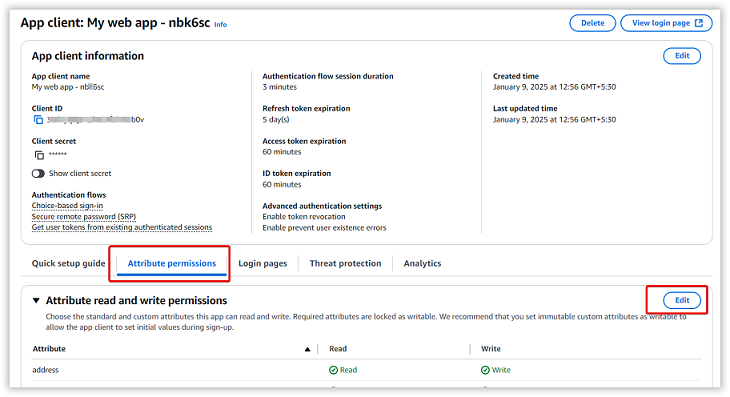 App client: My web app - nbk6sc Info
Delete
View login page
App client information
Edit
App client name
My web app - nbk6sc
Client ID
Client secret
******
Show client secret
Authentication flows
Choice-based sign-in
Secure remote password (SRP)
Get user tokens from existing authenticated sessions
Authentication flow session duration
3 minutes
Refresh token expiration
5 day(s)
Access token expiration
60 minutes
ID token expiration
60 minutes
Advanced authentication settings
Enable token revocation
Enable prevent user existence errors
Created time
January 9, 2025 at 12:56 GMT+5:30
Last updated time
January 9, 2025 at 12:56 GMT+5:30
Quick setup guide
Attribute permissions
Login pages
Threat protection
Analytics
Attribute read and write permissions
Edit
Choose the standard and custom attributes this app can read and write. Required attributes are locked as writable. We recommend that you set immutable custom attributes as writable to
allow the app client to set initial values during sign-up.
Attribute
Read
Write
address
Read
Write